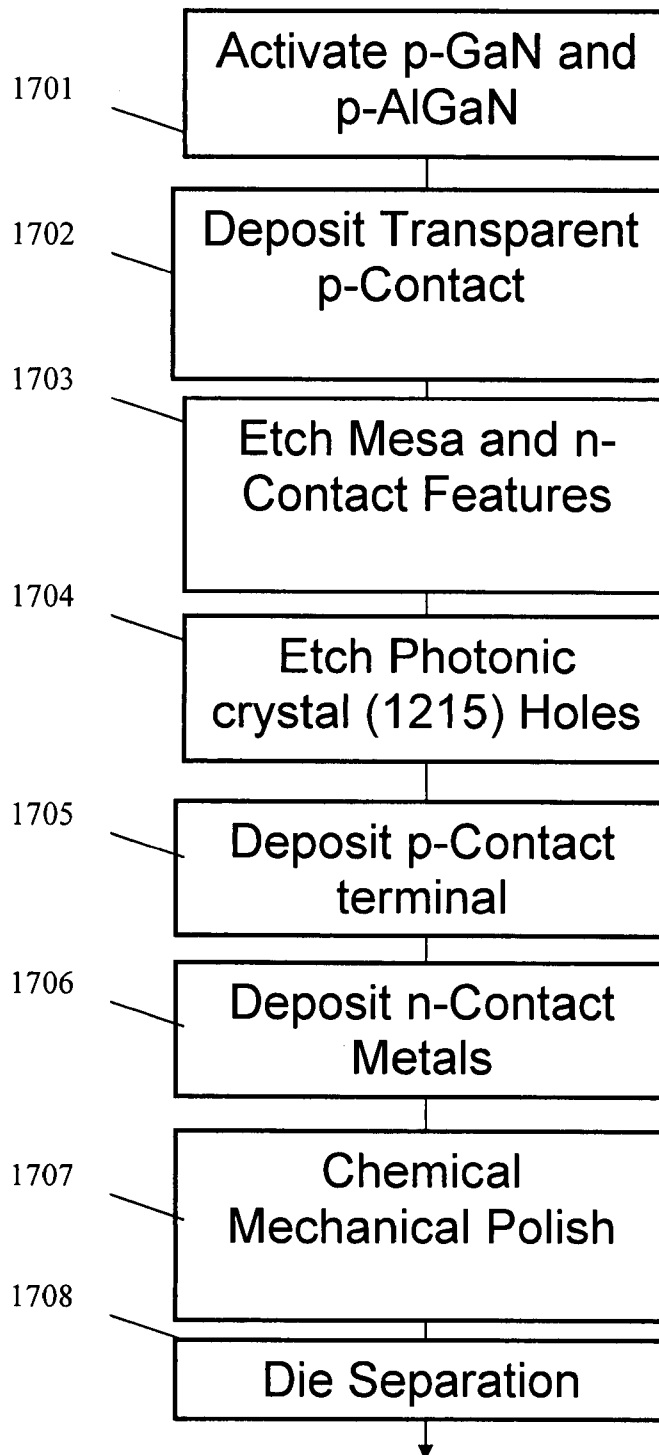 1701
Activate p-GaN and
p-AlGaN
1702
Deposit Transparent
p-Contact
1703
Etch Mesa and n-
Contact Features
1704
Etch Photonic
crystal (1215) Holes
1705
Deposit p-Contact
terminal
1706
Deposit n-Contact
Metals
1707
Chemical
Mechanical Polish
1708
Die Separation